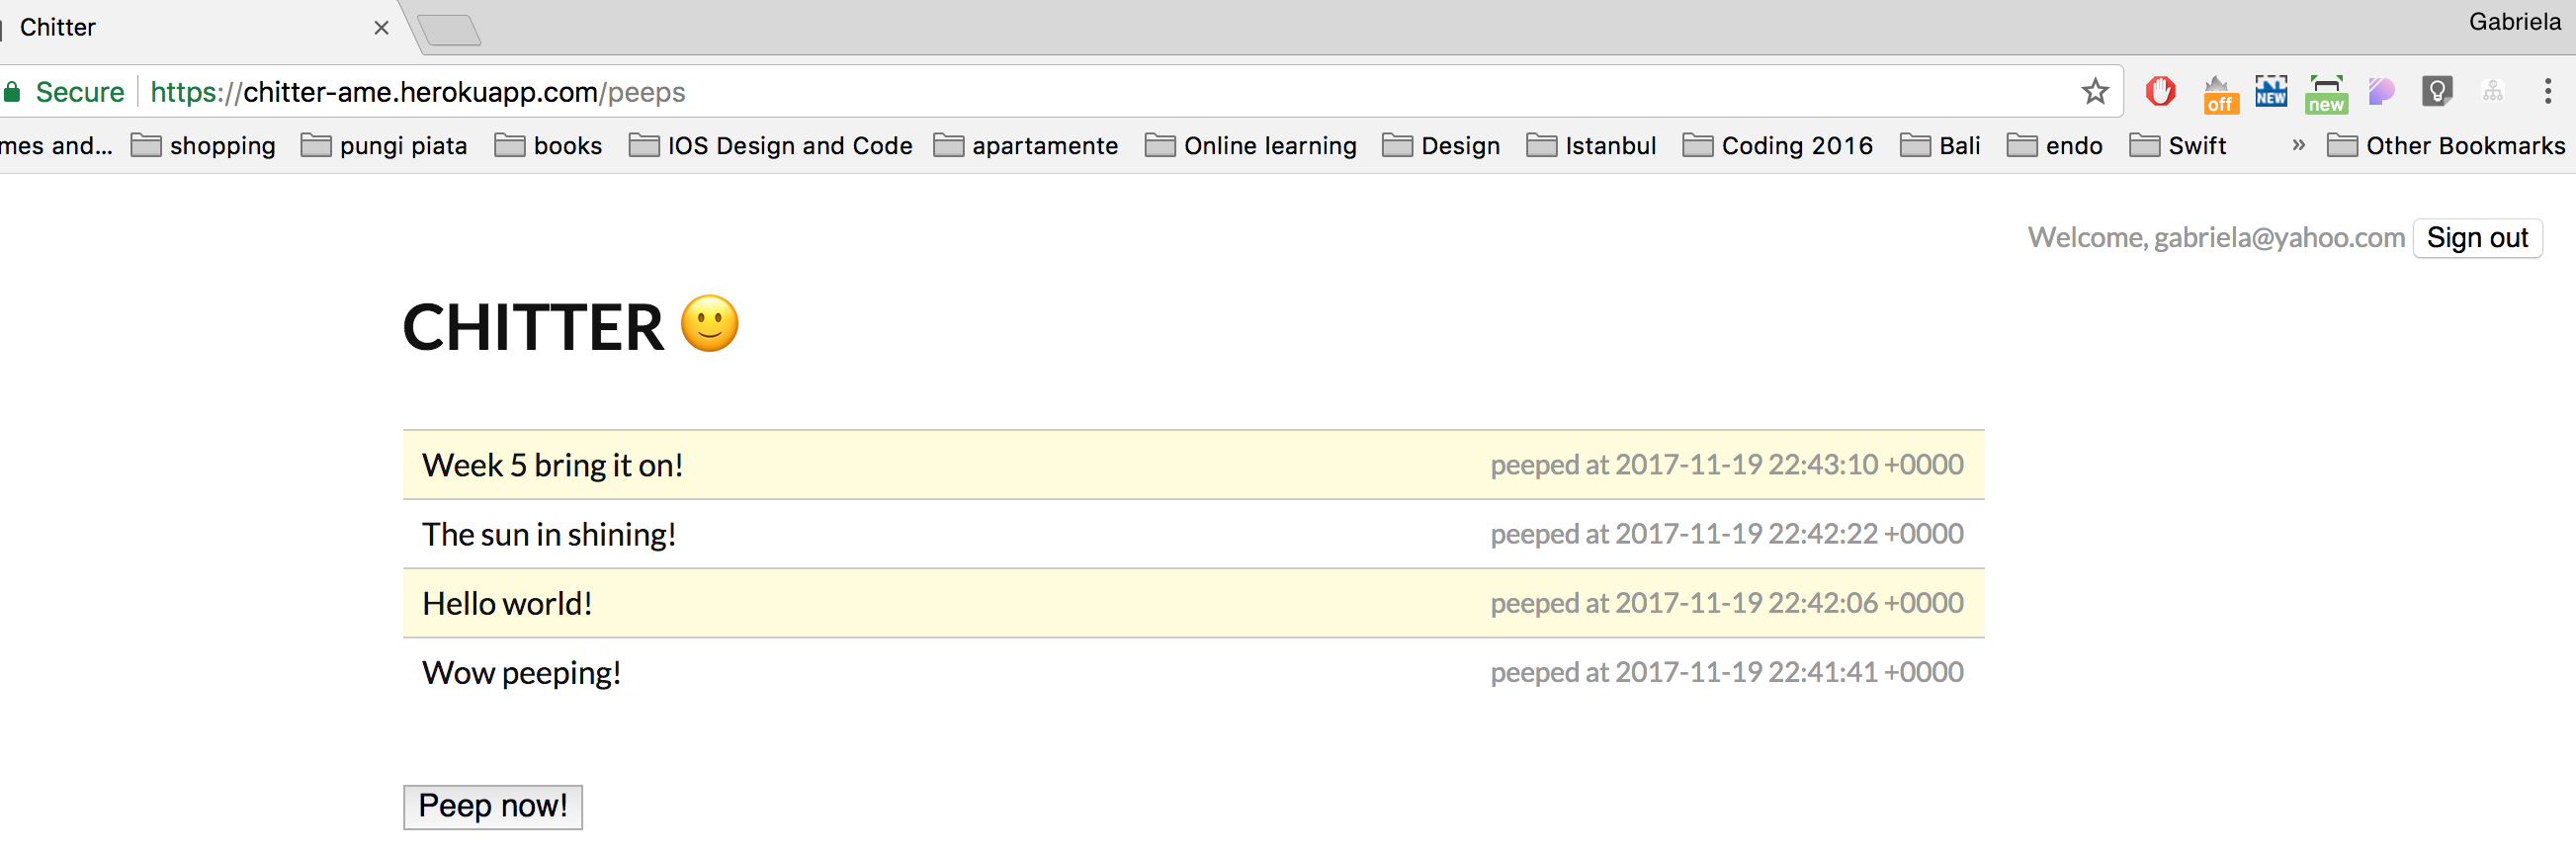 Chitter
Gabriela
Secure https://chitter-ame.herokuapp.com/peeps
off NEW new
mes and... shopping pungi piata books IOS Design and Code apartamente Online learning Design Istanbul Coding 2016 Bali endo Swift » Other Bookmarks
Welcome, gabriela@yahoo.com Sign out
CHITTER 🙂
Week 5 bring it on! peeped at 2017-11-19 22:43:10 +0000
The sun in shining! peeped at 2017-11-19 22:42:22 +0000
Hello world! peeped at 2017-11-19 22:42:06 +0000
Wow peeping! peeped at 2017-11-19 22:41:41 +0000
Peep now!